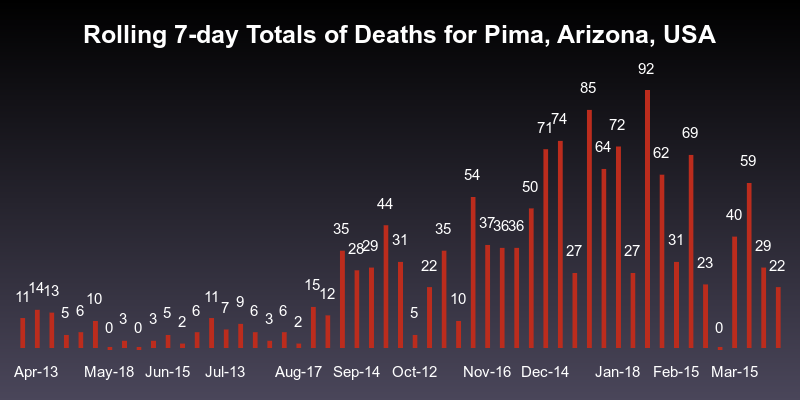 Rolling 7-day Totals of Deaths for Pima, Arizona, USA
11 14 13 5 6 10 0 3 0 3 5 2 6 11 7 9 6 3 6 2 15 12 35 28 29 44 31 5 22 35 10 54 37 36 36 50 71 74 27 85 64 72 27 92 62 31 69 23 0 40 59 29 22
Apr-13 May-18 Jun-15 Jul-13 Aug-17 Sep-14 Oct-12 Nov-16 Dec-14 Jan-18 Feb-15 Mar-15